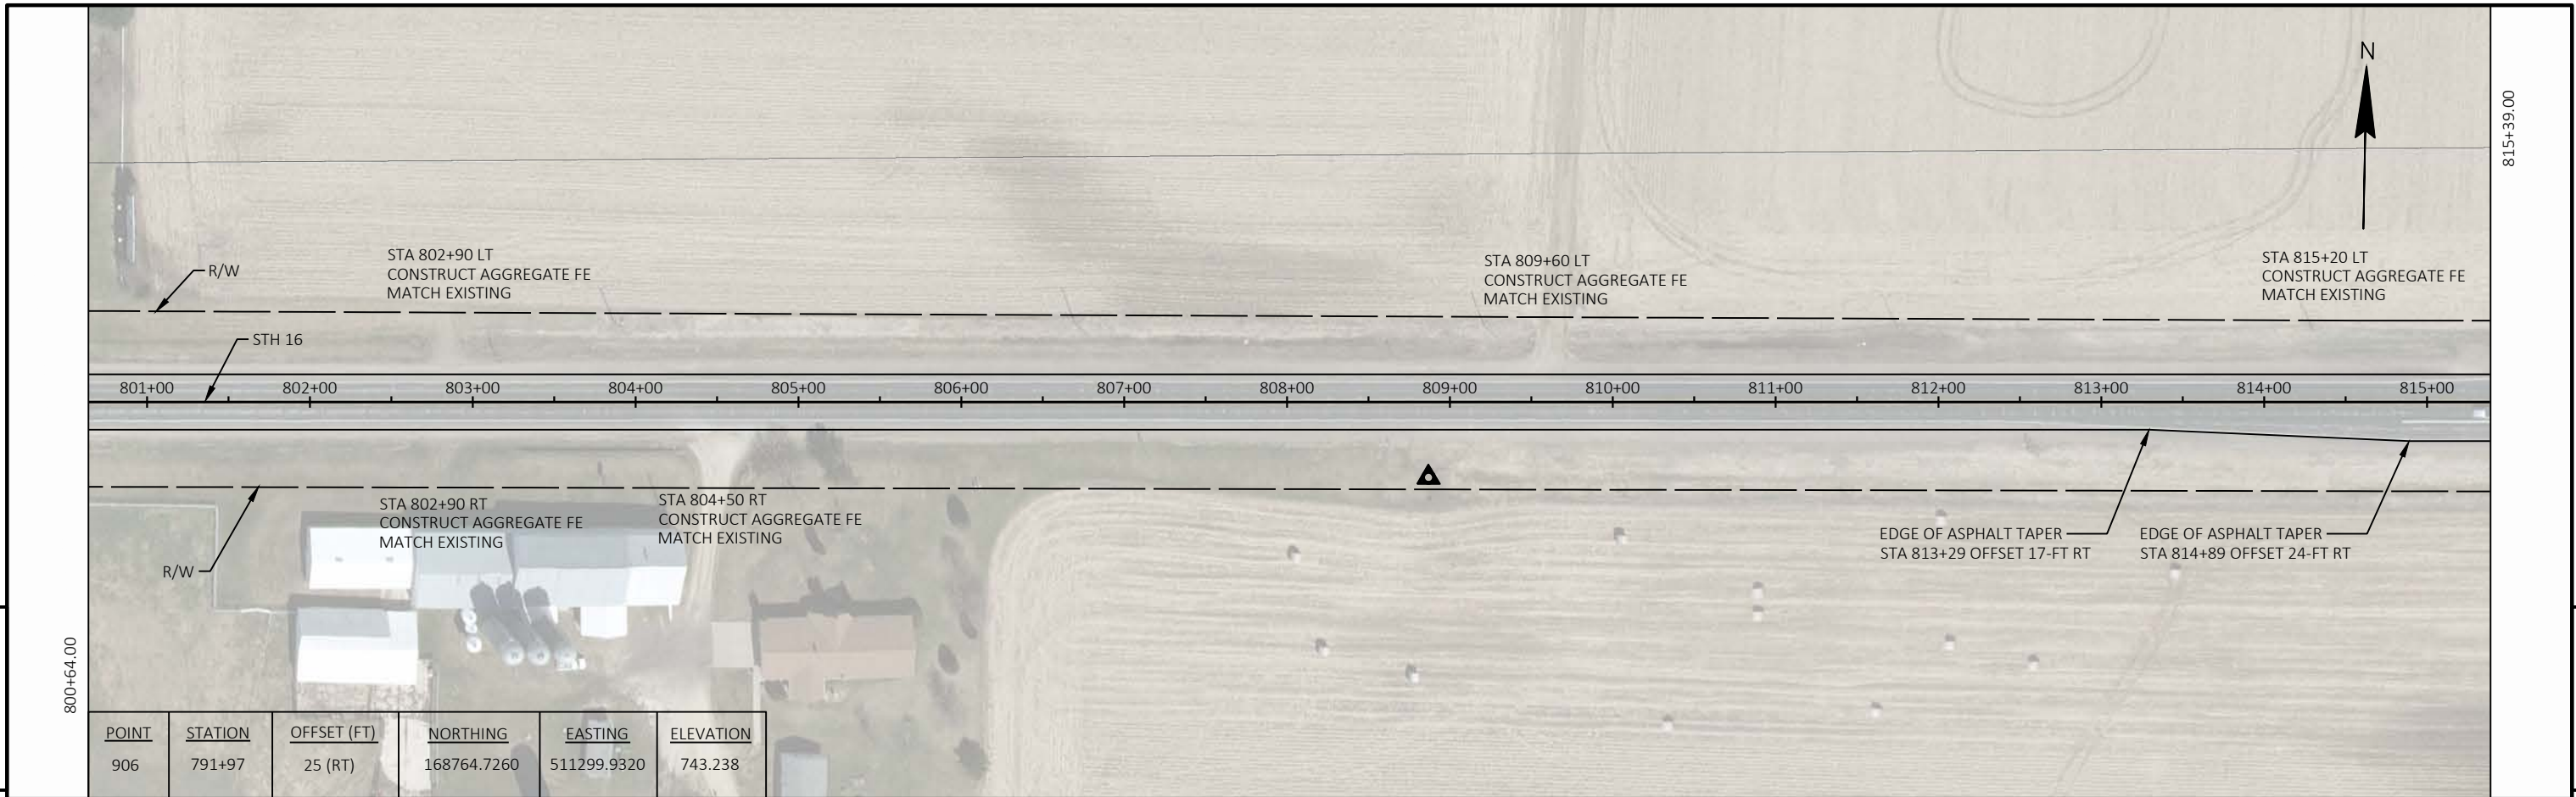 N
815+39.00
STA 802+90 LT
CONSTRUCT AGGREGATE FE
MATCH EXISTING
STA 809+60 LT
CONSTRUCT AGGREGATE FE
MATCH EXISTING
STA 815+20 LT
CONSTRUCT AGGREGATE FE
MATCH EXISTING
R/W
STH 16
801+00 802+00 803+00 804+00 805+00 806+00 807+00 808+00 809+00 810+00 811+00 812+00 813+00 814+00 815+00
STA 802+90 RT
CONSTRUCT AGGREGATE FE
MATCH EXISTING
STA 804+50 RT
CONSTRUCT AGGREGATE FE
MATCH EXISTING
EDGE OF ASPHALT TAPER
STA 813+29 OFFSET 17-FT RT
EDGE OF ASPHALT TAPER
STA 814+89 OFFSET 24-FT RT
R/W
800+64.00
POINT STATION OFFSET (FT) NORTHING EASTING ELEVATION
906 791+97 25 (RT) 168764.7260 511299.9320 743.238